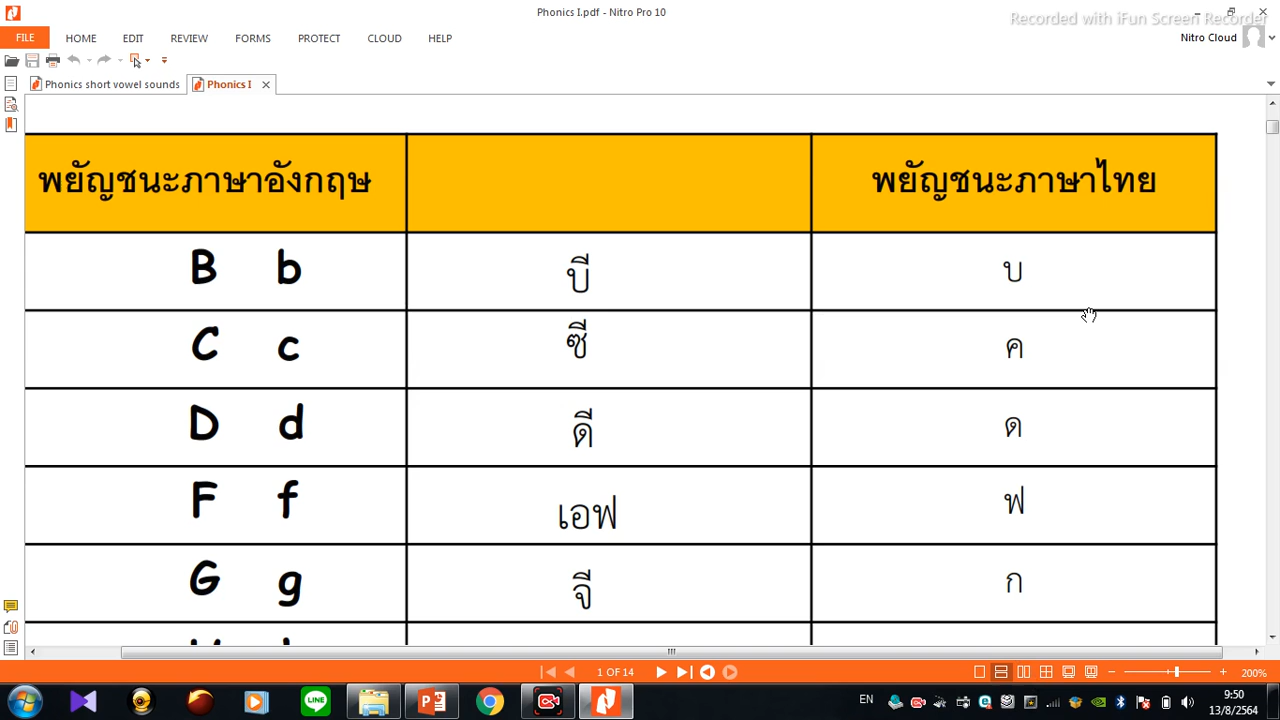 Phonics I.pdf - Nitro Pro 10
Recorded with iFun Screen Recorder
FILE HOME EDIT REVIEW FORMS PROTECT CLOUD HELP
Nitro Cloud
Phonics short vowel sounds Phonics I
พยัญชนะภาษาอังกฤษ พยัญชนะภาษาไทย
B b บี บ
C c ซี ค
D d ดี ด
F f เอฟ ฟ
G g จี ก
1 OF 14
200%
LINE
EN
9:50
13/8/2564